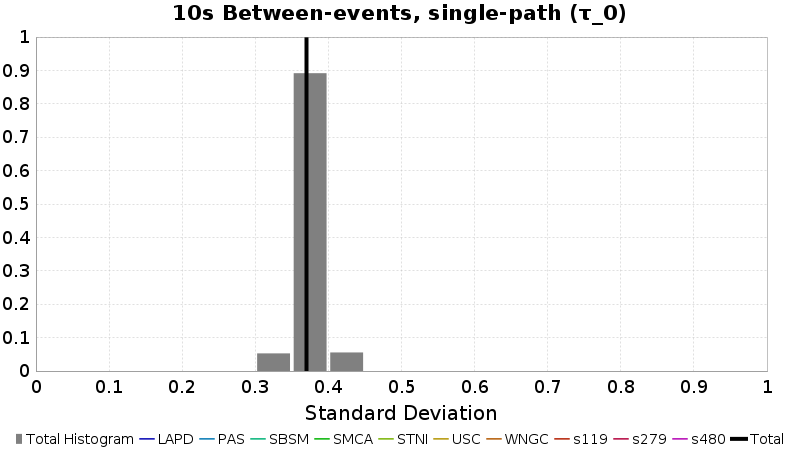 10s Between-events, single-path (τ_0)
1
0.9
0.8
0.7
0.6
0.5
0.4
0.3
0.2
0.1
0
0 0.1 0.2 0.3 0.4 0.5 0.6 0.7 0.8 0.9 1
Standard Deviation
Total Histogram LAPD PAS SBSM SMCA STNI USC WNGC s119 s279 s480 Total